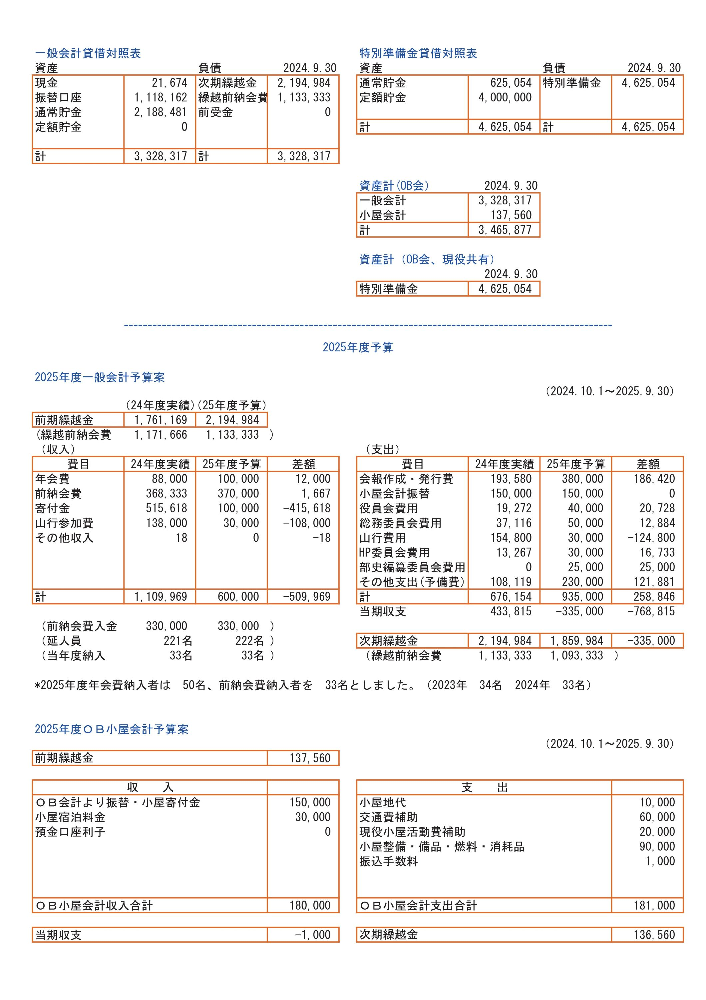 一般会計貸借対照表
資産 負債 2024.9.30
現金 21,674 次期繰越金 2,194,984
振替口座 1,118,162 繰越前納会費 1,133,333
通常貯金 2,188,481 前受金 0
定額貯金 0
計 3,328,317 計 3,328,317
特別準備金貸借対照表
資産 負債 2024.9.30
通常貯金 625,054 特別準備金 4,625,054
定額貯金 4,000,000
計 4,625,054 計 4,625,054
資産計(OB会) 2024.9.30
一般会計 3,328,317
小屋会計 137,560
計 3,465,877
資産計（OB会、現役共有）
2024.9.30
特別準備金 4,625,054
2025年度予算
2025年度一般会計予算案
（2024.10.1～2025.9.30）
（24年度実績）（25年度予算）
前期繰越金 1,761,169 2,194,984
（繰越前納会費 1,171,666 1,133,333 ）
（収入）
費目 24年度実績 25年度予算 差額
年会費 88,000 100,000 12,000
前納会費 368,333 370,000 1,667
寄付金 515,618 100,000 -415,618
山行参加費 138,000 30,000 -108,000
その他収入 18 0 -18
計 1,109,969 600,000 -509,969
（前納会費入金 330,000 330,000 ）
（延人員 221名 222名 ）
（当年度納入 33名 33名 ）
（支出）
費目 24年度実績 25年度予算 差額
会報作成・発行費 193,580 380,000 186,420
小屋会計振替 150,000 150,000 0
役員会費用 19,272 40,000 20,728
総務委員会費用 37,116 50,000 12,884
山行費用 154,800 30,000 -124,800
HP委員会費用 13,267 30,000 16,733
部史編纂委員会費用 0 25,000 25,000
その他支出(予備費) 108,119 230,000 121,881
計 676,154 935,000 258,846
当期収支 433,815 -335,000 -768,815
次期繰越金 2,194,984 1,859,984 -335,000
（繰越前納会費 1,133,333 1,093,333 ）
*2025年度年会費納入者は 50名、前納会費納入者を 33名としました。（2023年 34名 2024年 33名）
2025年度ＯＢ小屋会計予算案
（2024.10.1～2025.9.30）
前期繰越金 137,560
収 入
ＯＢ会計より振替・小屋寄付金 150,000
小屋宿泊料金 30,000
預金口座利子 0
ＯＢ小屋会計収入合計 180,000
当期収支 -1,000
支 出
小屋地代 10,000
交通費補助 60,000
現役小屋活動費補助 20,000
小屋整備・備品・燃料・消耗品 90,000
振込手数料 1,000
ＯＢ小屋会計支出合計 181,000
次期繰越金 136,560